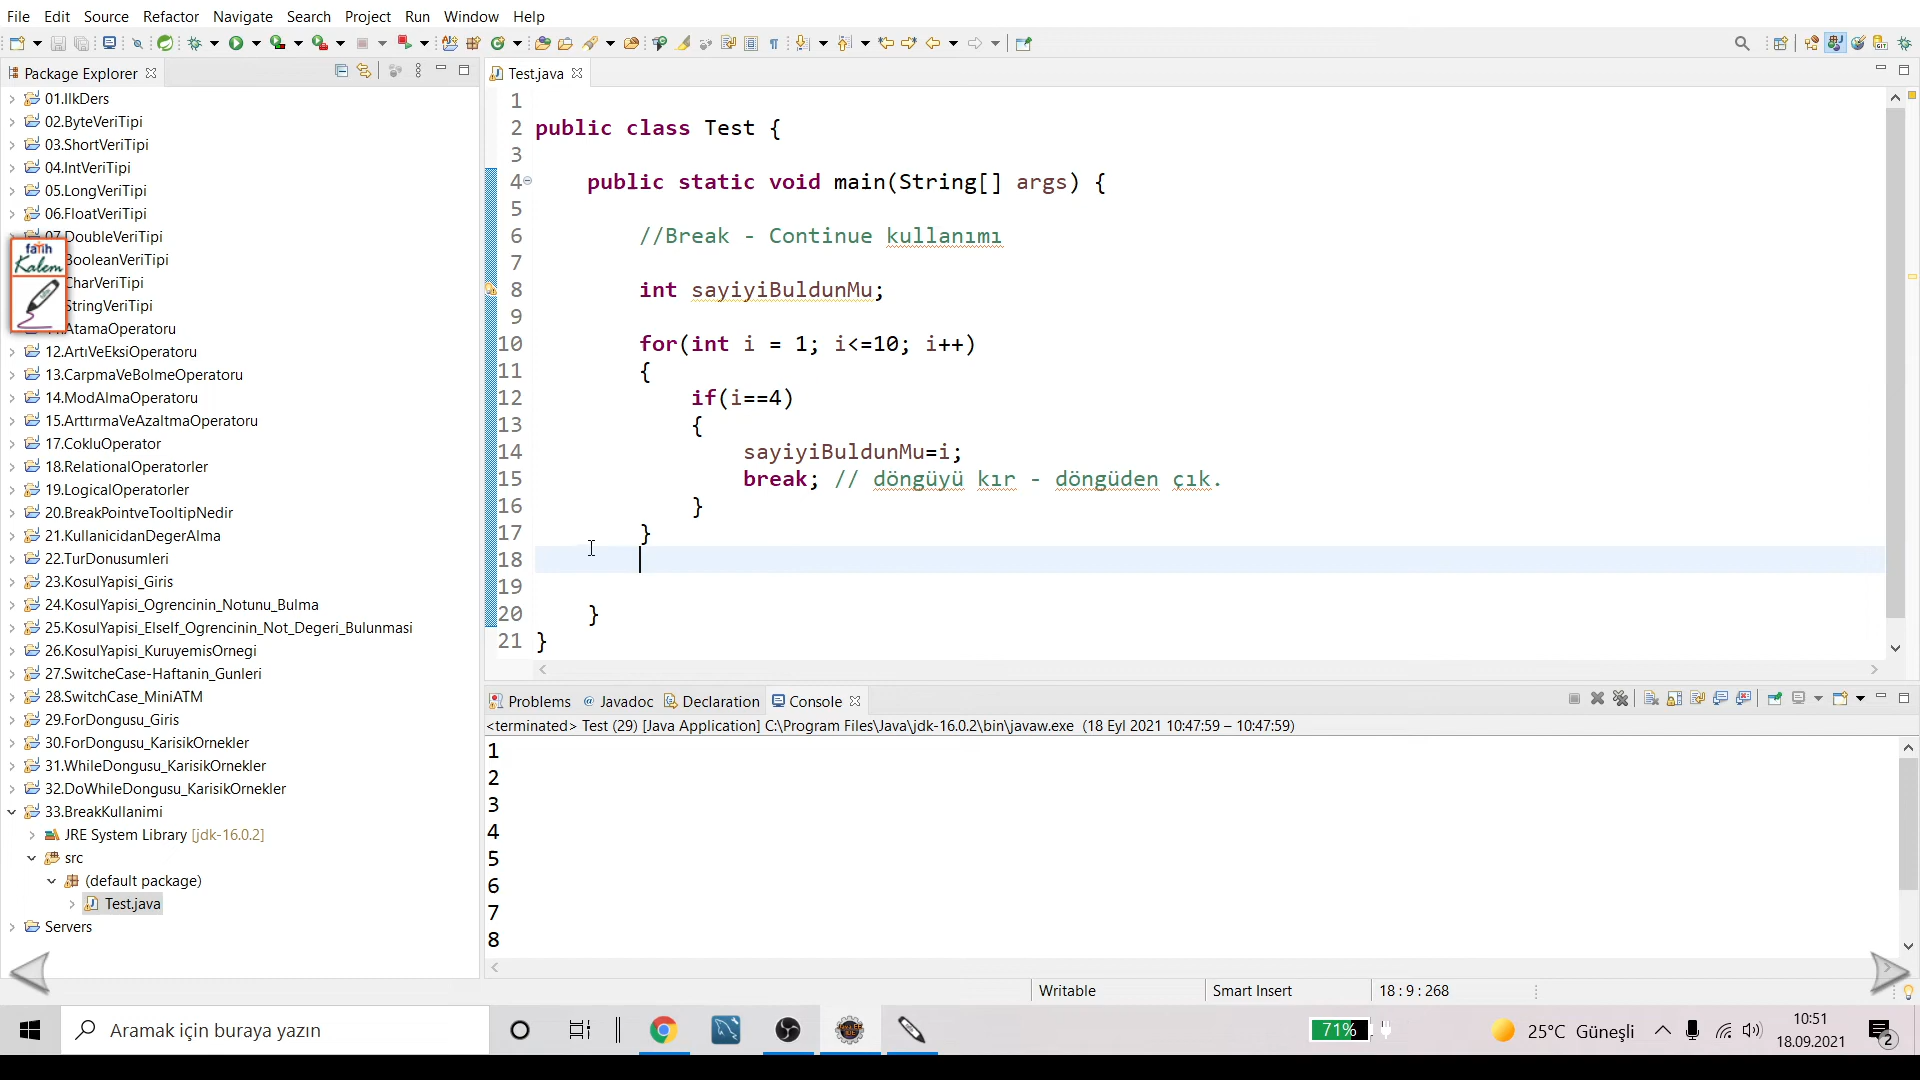 File Edit Source Refactor Navigate Search Project Run Window Help
Package Explorer
01.IlkDers
02.ByteVeriTipi
03.ShortVeriTipi
04.IntVeriTipi
05.LongVeriTipi
06.FloatVeriTipi
07.DoubleVeriTipi
BooleanVeriTipi
CharVeriTipi
StringVeriTipi
AtamaOperatoru
12.ArtıVeEksiOperatoru
13.CarpmaVeBolmeOperatoru
14.ModAlmaOperatoru
15.ArttırmaVeAzaltmaOperatoru
17.CokluOperator
18.RelationalOperatorler
19.LogicalOperatorler
20.BreakPointveTooltipNedir
21.KullanicidanDegerAlma
22.TurDonusumleri
23.KosulYapisi_Giris
24.KosulYapisi_Ogrencinin_Notunu_Bulma
25.KosulYapisi_ElseIf_Ogrencinin_Not_Degeri_Bulunmasi
26.KosulYapisi_KuruyemisOrnegi
27.SwitcheCase-Haftanin_Gunleri
28.SwitchCase_MiniATM
29.ForDongusu_Giris
30.ForDongusu_KarisikOrnekler
31.WhileDongusu_KarisikOrnekler
32.DoWhileDongusu_KarisikOrnekler
33.BreakKullanimi
JRE System Library [jdk-16.0.2]
src
(default package)
Test.java
Servers
fatih
Kalem
Test.java
1
2 public class Test {
3
4 public static void main(String[] args) {
5
6 //Break - Continue kullanımı
7
8 int sayiyiBuldunMu;
9
10 for(int i = 1; i<=10; i++)
11 {
12 if(i==4)
13 {
14 sayiyiBuldunMu=i;
15 break; // döngüyü kır - döngüden çık.
16 }
17 }
18
19
20 }
21 }
Problems @ Javadoc Declaration Console
<terminated> Test (29) [Java Application] C:\Program Files\Java\jdk-16.0.2\bin\javaw.exe (18 Eyl 2021 10:47:59 – 10:47:59)
1
2
3
4
5
6
7
8
Writable Smart Insert 18 : 9 : 268
Aramak için buraya yazın
71% 25°C Güneşli 10:51
18.09.2021
2